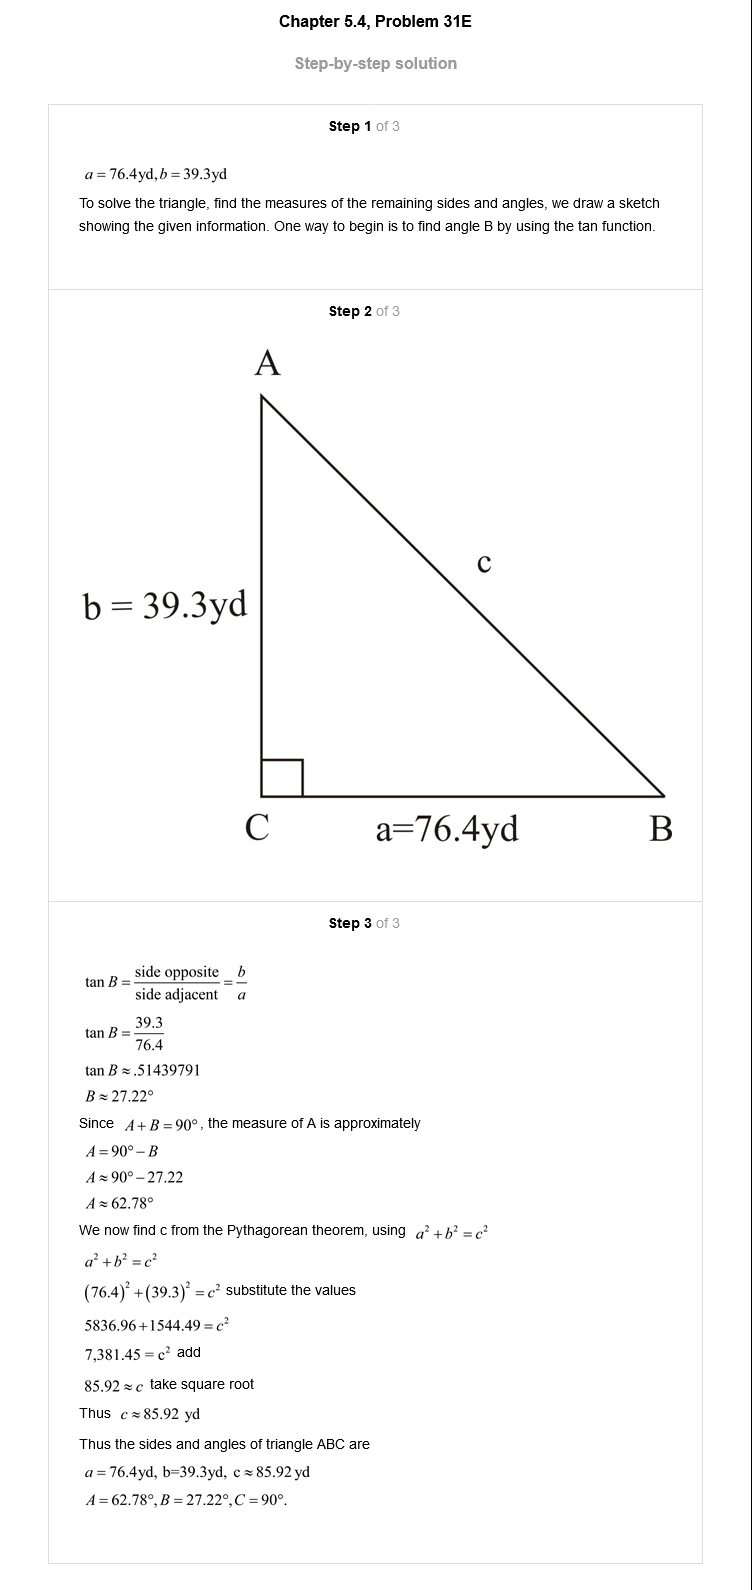 Chapter 5.4, Problem 31E
Step-by-step solution
Step 1 of 3
a = 76.4yd, b = 39.3yd
To solve the triangle, find the measures of the remaining sides and angles, we draw a sketch
showing the given information. One way to begin is to find angle B by using the tan function.
Step 2 of 3
A
c
b = 39.3yd
C
a=76.4yd
B
Step 3 of 3
tan B = side opposite / side adjacent = b / a
tan B = 39.3 / 76.4
tan B ≈ .51439791
B ≈ 27.22°
Since A + B = 90°, the measure of A is approximately
A = 90° – B
A ≈ 90° – 27.22
A ≈ 62.78°
We now find c from the Pythagorean theorem, using a² + b² = c²
a² + b² = c²
(76.4)² + (39.3)² = c² substitute the values
5836.96 + 1544.49 = c²
7,381.45 = c² add
85.92 ≈ c take square root
Thus c ≈ 85.92 yd
Thus the sides and angles of triangle ABC are
a = 76.4yd, b=39.3yd, c ≈ 85.92 yd
A = 62.78°, B = 27.22°, C = 90°.